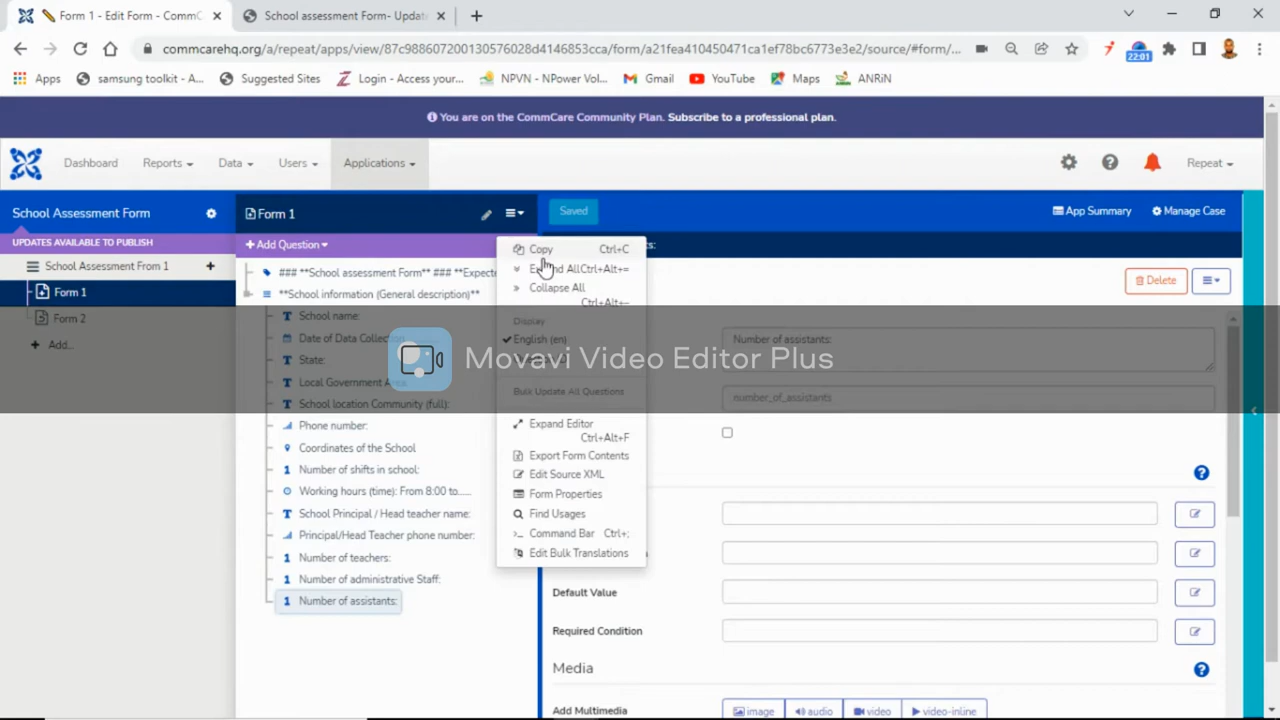 Form 1 - Edit Form - CommC
School assessment Form- Updat
commcarehq.org/a/repeat/apps/view/87c988607200130576028d4146853cca/form/a21fea410450471ca1ef78bc6773e3e2/source/#form/...
22:01
Apps
samsung toolkit - A...
Suggested Sites
Login - Access your...
NPVN - NPower Vol...
Gmail
YouTube
Maps
ANRiN
You are on the CommCare Community Plan. Subscribe to a professional plan.
Dashboard
Reports
Data
Users
Applications
Repeat
School Assessment Form
Form 1
Saved
App Summary
Manage Case
UPDATES AVAILABLE TO PUBLISH
Add Question
School Assessment From 1
Form 1
Form 2
Add...
### **School assessment Form** ### **Expecte
**School information (General description)**
School name:
Date of Data Collec
State:
Local Government Area:
School location Community (full):
Phone number:
Coordinates of the School
Number of shifts in school:
Working hours (time): From 8:00 to.....
School Principal / Head teacher name:
Principal/Head Teacher phone number:
Number of teachers:
Number of administrative Staff:
Number of assistants:
Copy Ctrl+C
Expand All Ctrl+Alt+=
Collapse All
Ctrl+Alt+-
Display
English (en)
Bulk Update All Questions
Expand Editor
Ctrl+Alt+F
Export Form Contents
Edit Source XML
Form Properties
Find Usages
Command Bar Ctrl+;
Edit Bulk Translations
Delete
Number of assistants:
number_of_assistants
Default Value
Required Condition
Media
Add Multimedia
image
audio
video
video-inline
Movavi Video Editor Plus